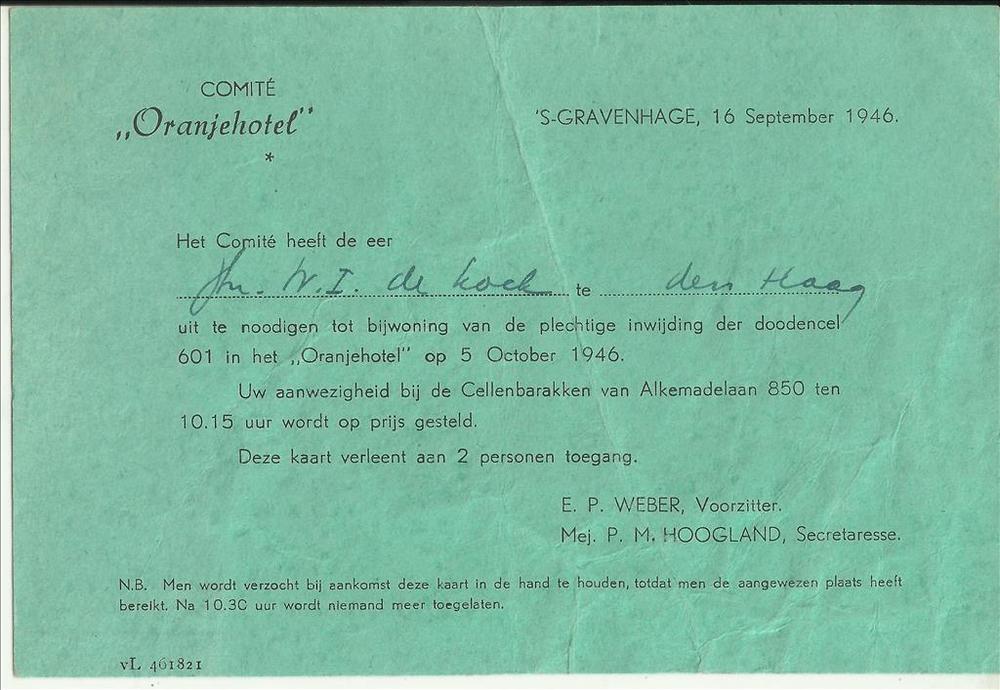 COMITÉ
„Oranjehotel”
*
'S-GRAVENHAGE, 16 September 1946.
Het Comité heeft de eer
W. I. de Kock te den Haag
uit te noodigen tot bijwoning van de plechtige inwijding der doodencel
601 in het „Oranjehotel” op 5 October 1946.
Uw aanwezigheid bij de Cellenbarakken van Alkemadelaan 850 ten
10.15 uur wordt op prijs gesteld.
Deze kaart verleent aan 2 personen toegang.
E. P. WEBER, Voorzitter.
Mej. P. M. HOOGLAND, Secretaresse.
N.B. Men wordt verzocht bij aankomst deze kaart in de hand te houden, totdat men de aangewezen plaats heeft
bereikt. Na 10.30 uur wordt niemand meer toegelaten.
vL 461821